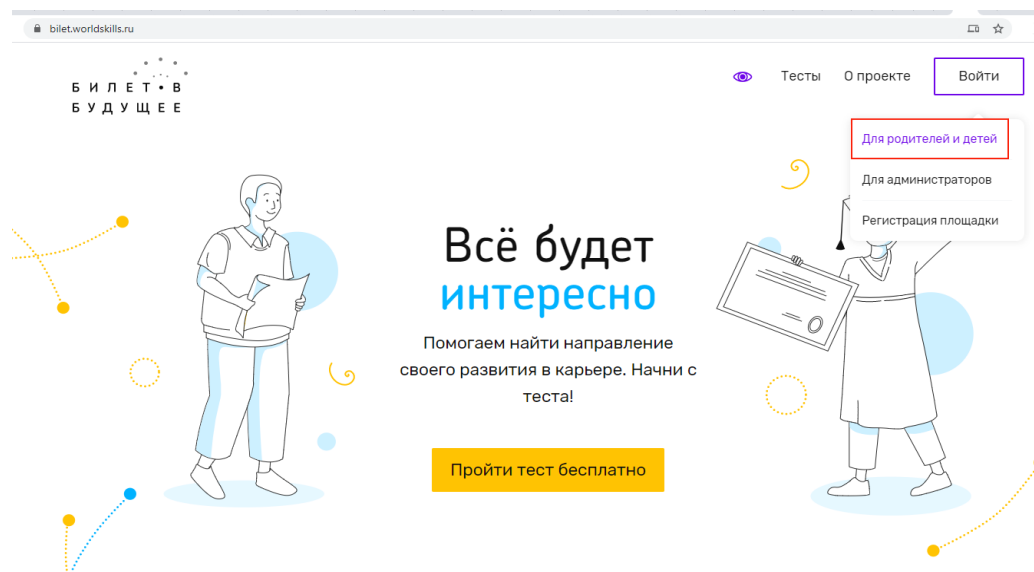 bilet.worldskills.ru
БИЛЕТ•В
БУДУЩЕЕ
Тесты
О проекте
Войти
Для родителей и детей
Для администраторов
Регистрация площадки
Всё будет
интересно
Помогаем найти направление
своего развития в карьере. Начни с
теста!
Пройти тест бесплатно